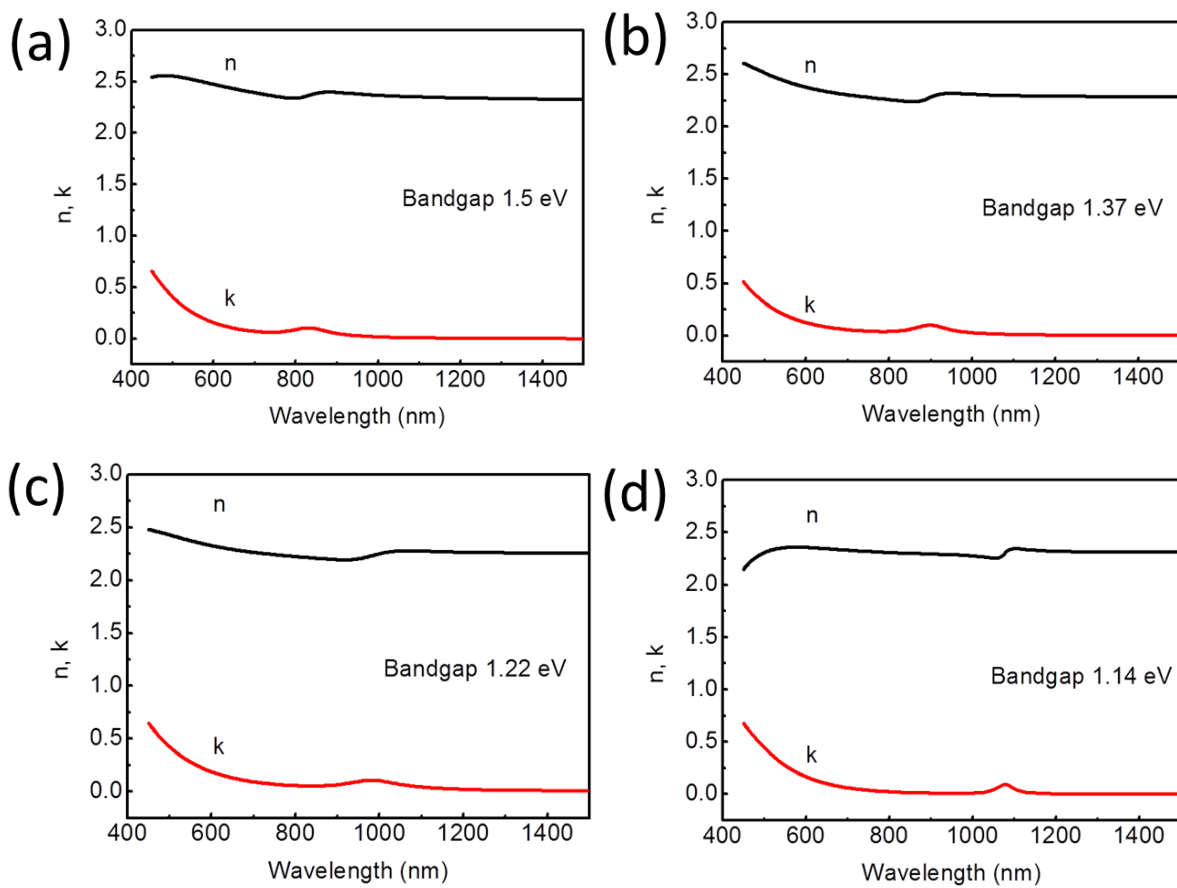 (a)
3.0
2.5
2.0
1.5
1.0
0.5
0.0
n, k
n
k
Bandgap 1.5 eV
400 600 800 1000 1200 1400
Wavelength (nm)
(b)
3.0
2.5
2.0
1.5
1.0
0.5
0.0
n, k
n
k
Bandgap 1.37 eV
400 600 800 1000 1200 1400
Wavelength (nm)
(c)
3.0
2.5
2.0
1.5
1.0
0.5
0.0
n, k
n
k
Bandgap 1.22 eV
400 600 800 1000 1200 1400
Wavelength (nm)
(d)
3.0
2.5
2.0
1.5
1.0
0.5
0.0
n, k
n
k
Bandgap 1.14 eV
400 600 800 1000 1200 1400
Wavelength (nm)